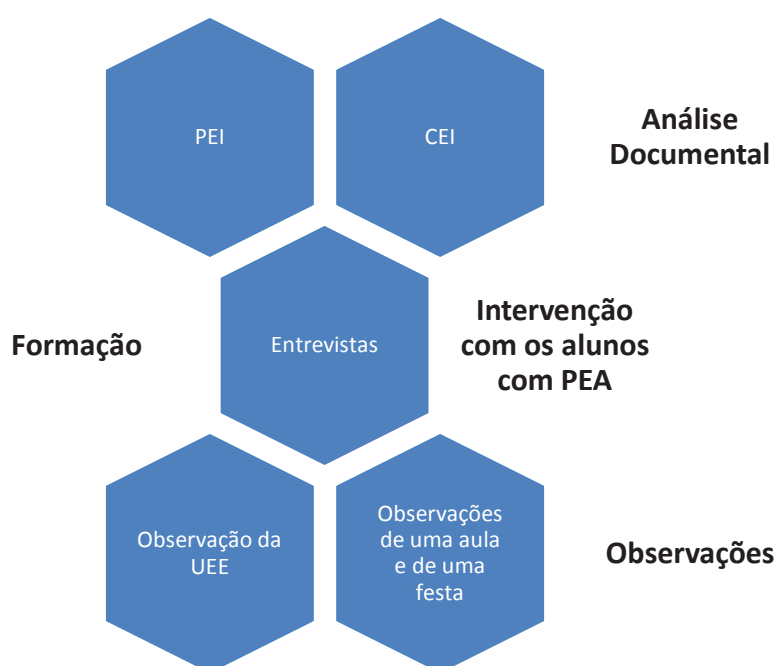 PEI
CEI
Análise
Documental
Formação
Entrevistas
Intervenção
com os alunos
com PEA
Observação da
UEE
Observações
de uma aula
e de uma
festa
Observações